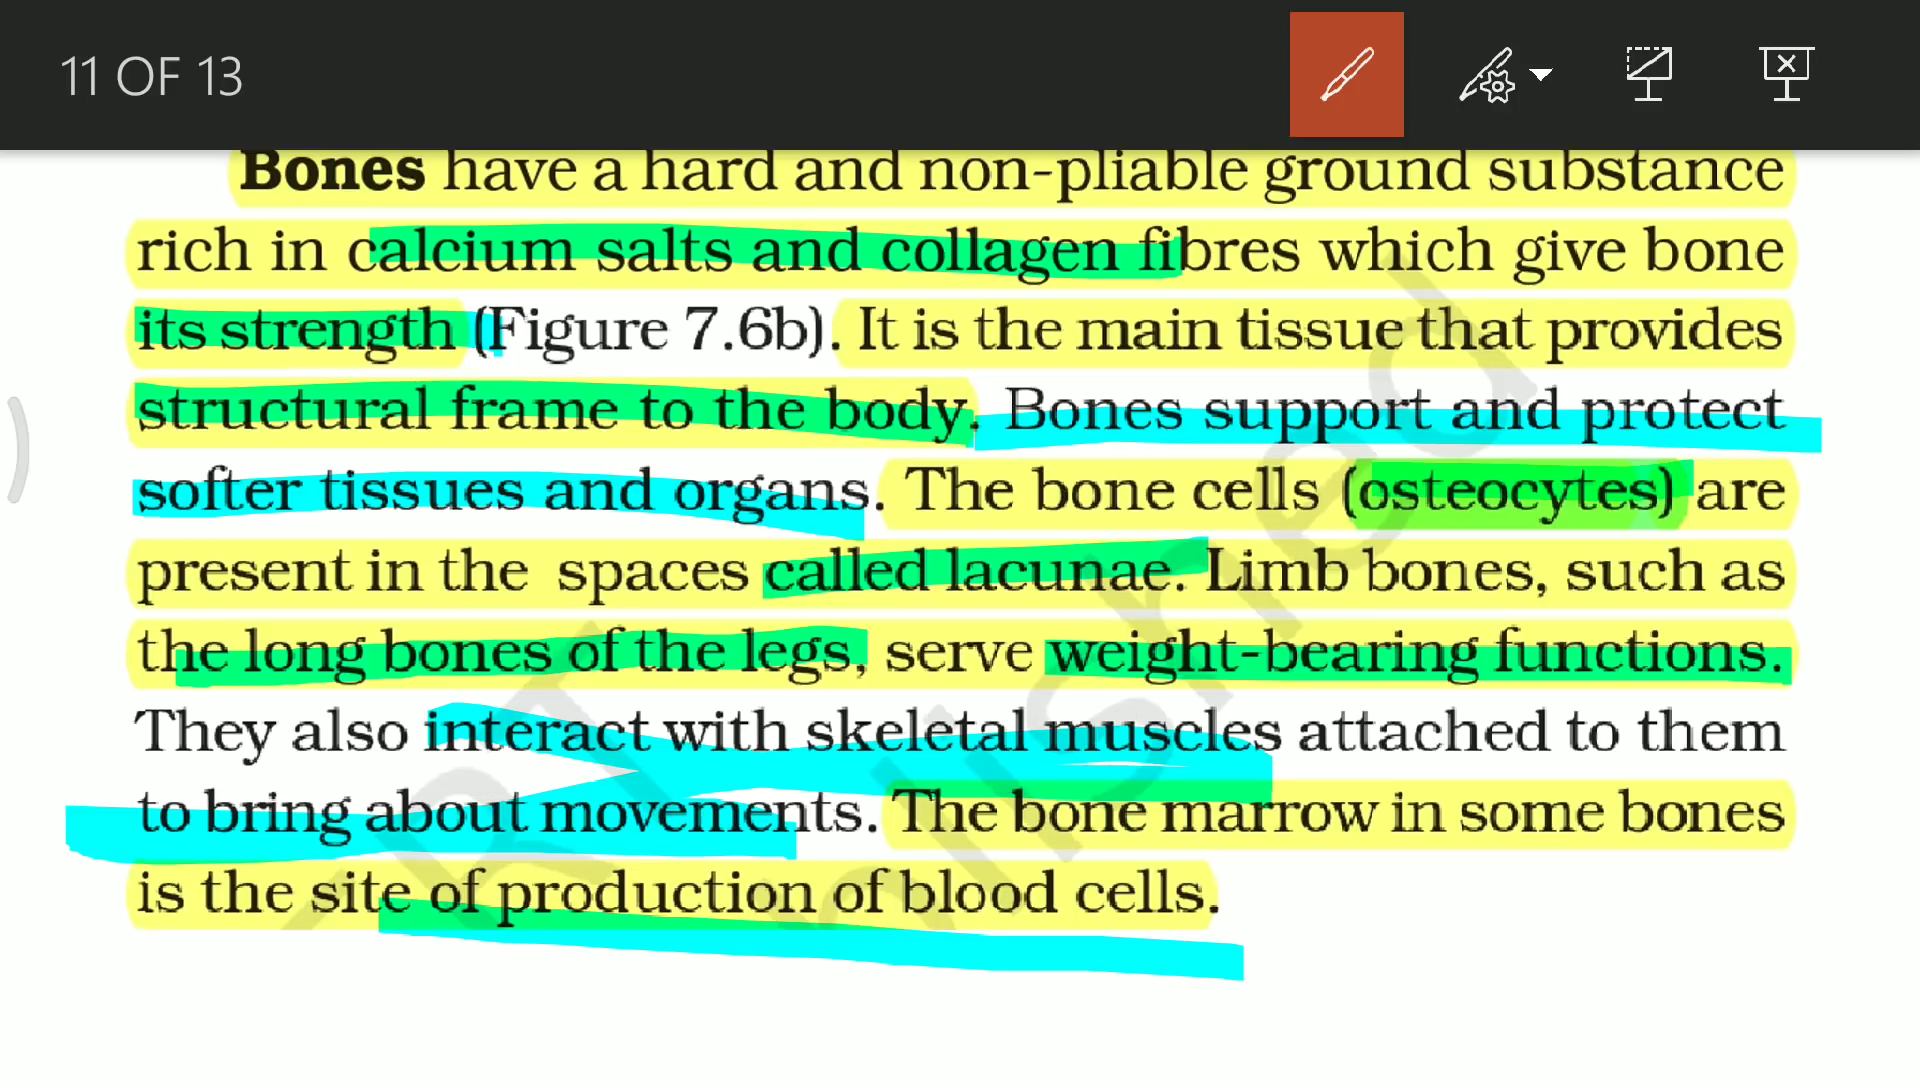 11 OF 13
Bones have a hard and non-pliable ground substance
rich in calcium salts and collagen fibres which give bone
its strength (Figure 7.6b). It is the main tissue that provides
structural frame to the body. Bones support and protect
softer tissues and organs. The bone cells (osteocytes) are
present in the spaces called lacunae. Limb bones, such as
the long bones of the legs, serve weight-bearing functions.
They also interact with skeletal muscles attached to them
to bring about movements. The bone marrow in some bones
is the site of production of blood cells.